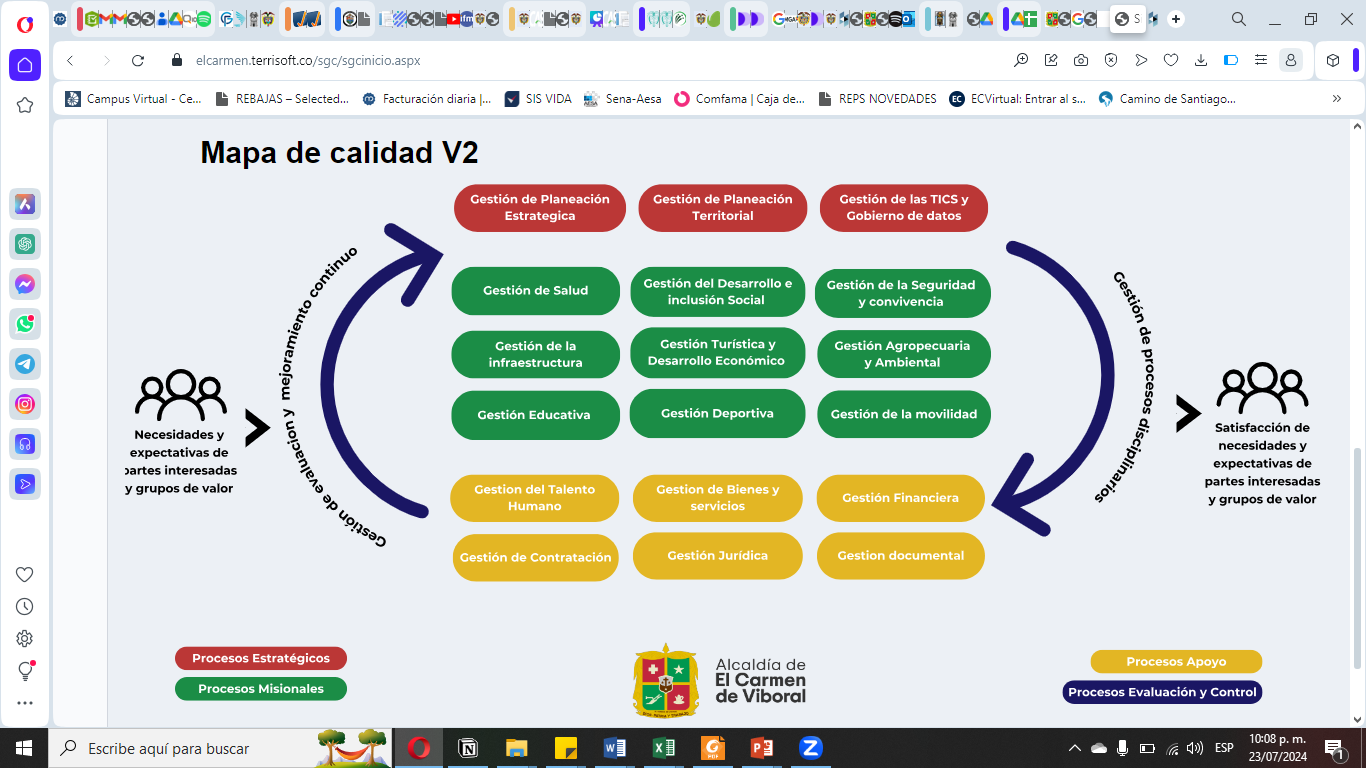 elcarmen.terrisoft.co/sgc/sgcinicio.aspx
Campus Virtual - Ce...
REBAJAS – Selected...
Facturación diaria |...
SIS VIDA
Sena-Aesa
Comfama | Caja de...
REPS NOVEDADES
ECVirtual: Entrar al s...
Camino de Santiago...
Mapa de calidad V2
Gestión de Planeación
Estrategica
Gestión de Planeación
Territorial
Gestión de las TICS y
Gobierno de datos
Gestión de Salud
Gestión del Desarrollo e
inclusión Social
Gestión de la Seguridad
y convivencia
Gestión de la
infraestructura
Gestión Turística y
Desarrollo Económico
Gestión Agropecuaria
y Ambiental
Gestión Educativa
Gestión Deportiva
Gestión de la movilidad
Gestion del Talento
Humano
Gestion de Bienes y
servicios
Gestión Financiera
Gestión de Contratación
Gestión Jurídica
Gestion documental
Necesidades y
expectativas de
partes interesadas
y grupos de valor
Gestión de evaluacion y mejoramiento continuo
Gestión de procesos disciplinarios
Satisfacción de
necesidades y
expectativas de
partes interesadas
y grupos de valor
Procesos Estratégicos
Procesos Misionales
Alcaldía de
El Carmen
de Viboral
Procesos Apoyo
Procesos Evaluación y Control
Escribe aquí para buscar
ESP
10:08 p. m.
23/07/2024